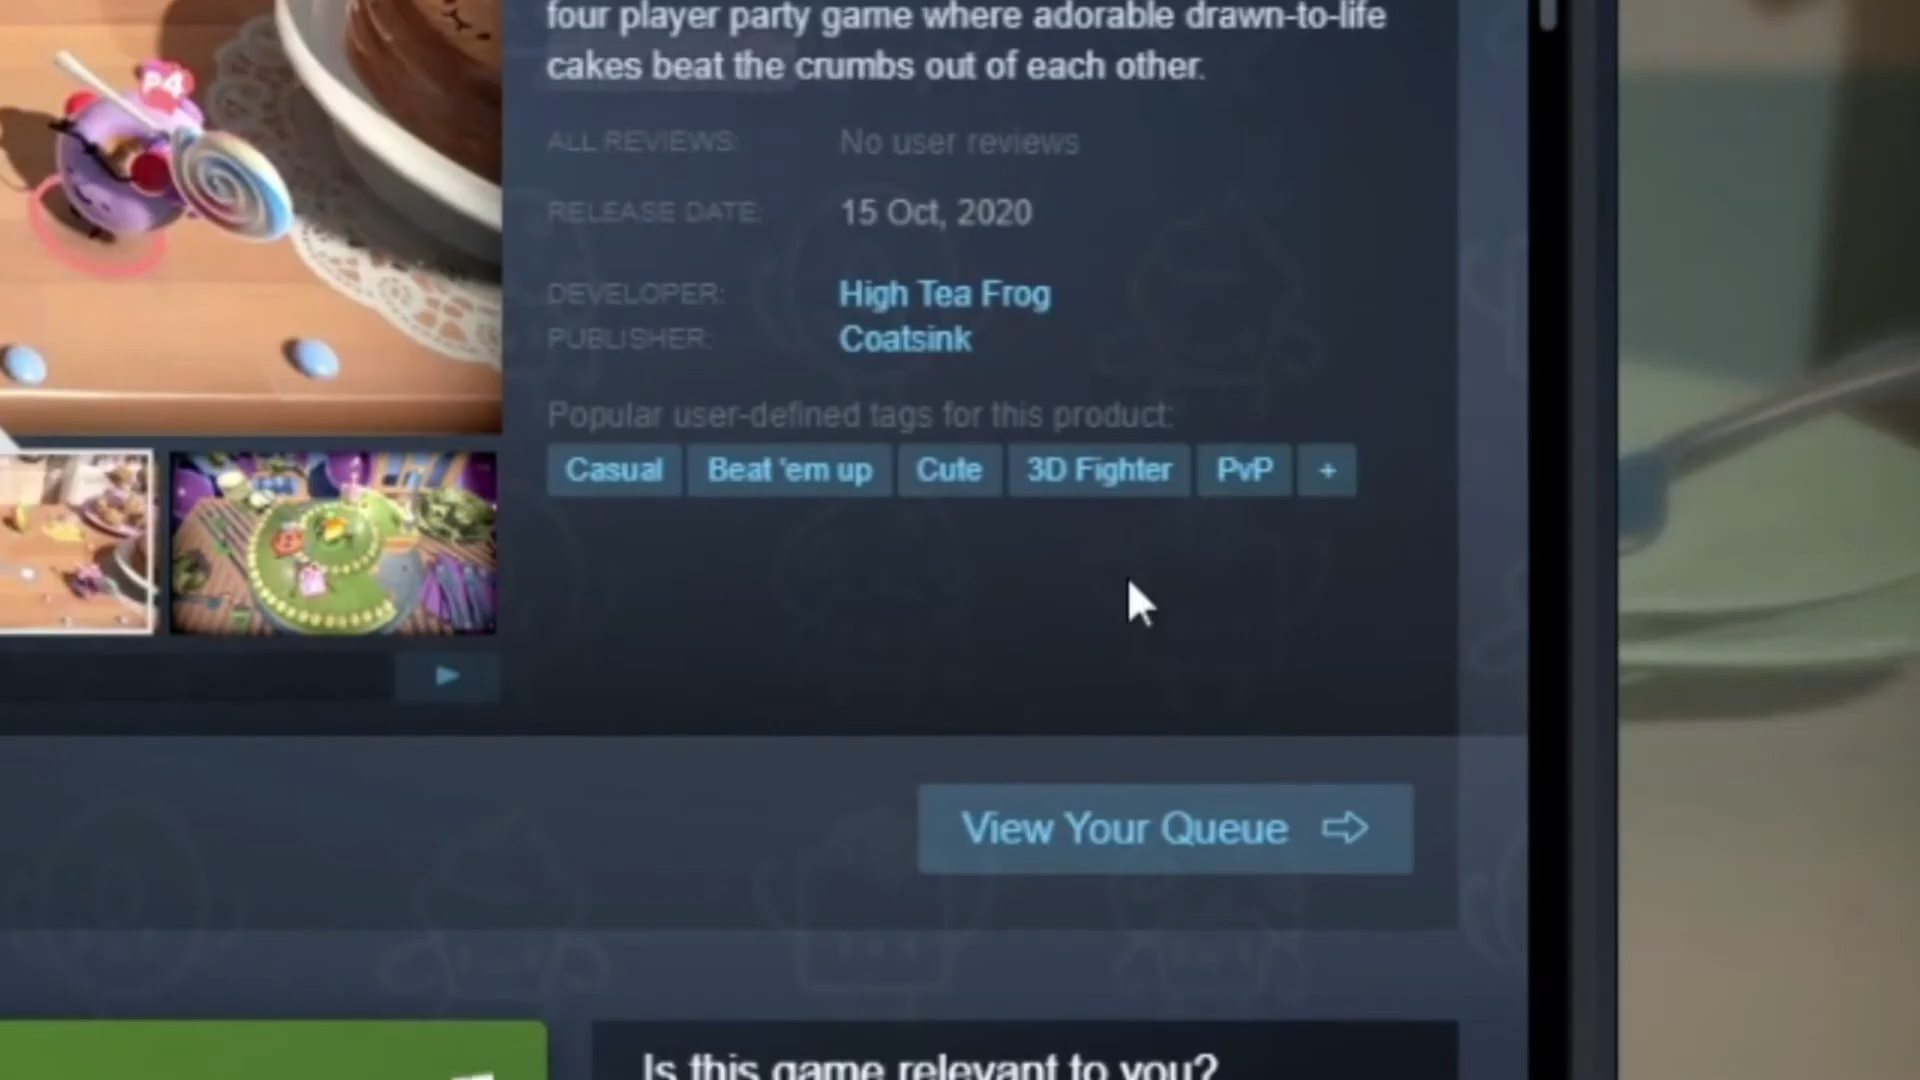 four player party game where adorable drawn-to-life
cakes beat the crumbs out of each other.
P4
ALL REVIEWS: No user reviews
RELEASE DATE: 15 Oct, 2020
DEVELOPER: High Tea Frog
PUBLISHER: Coatsink
Popular user-defined tags for this product:
Casual Beat 'em up Cute 3D Fighter PvP +
View Your Queue
Is this game relevant to you?